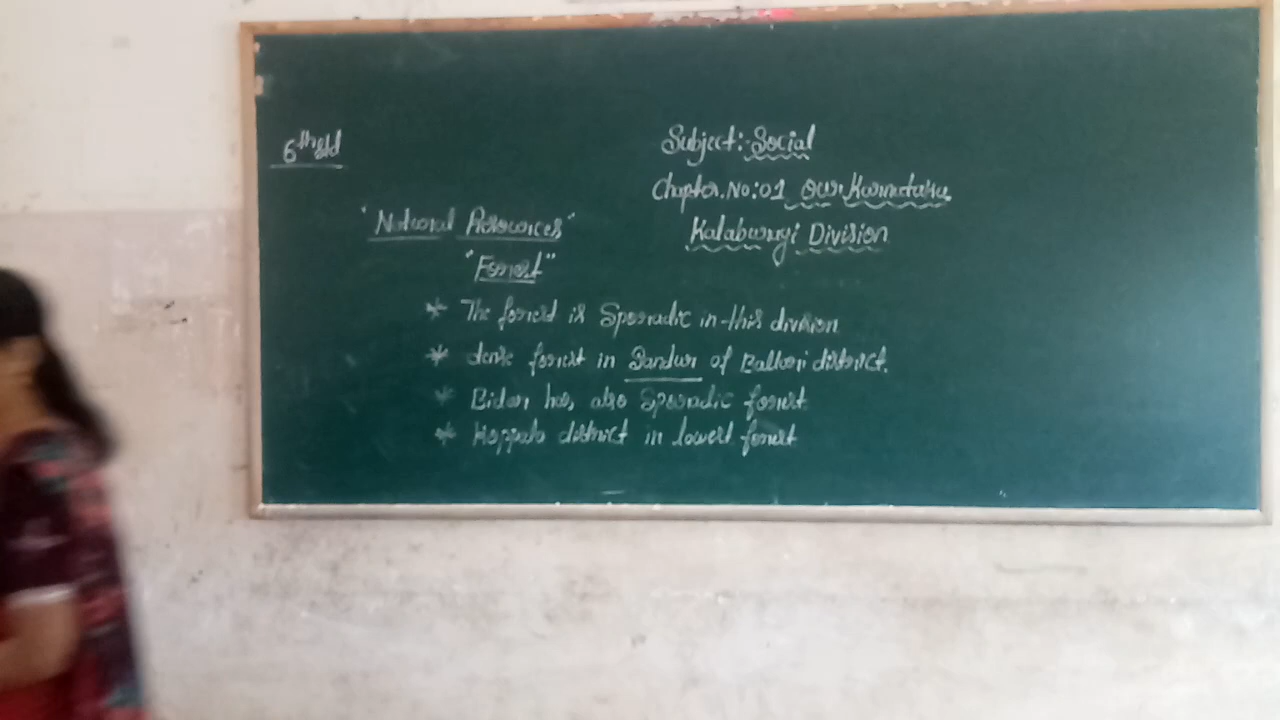 6th std
Subject:- Social
Chapter.No:01 Our Karnataka
Kalaburagi Division
"Natural Resources"
"Forest"
* The forest is Sporadic in this division
* dense forest in Sandur of Ballari district.
* Bidar has also Sporadic forest
* Koppala district in lowest forest